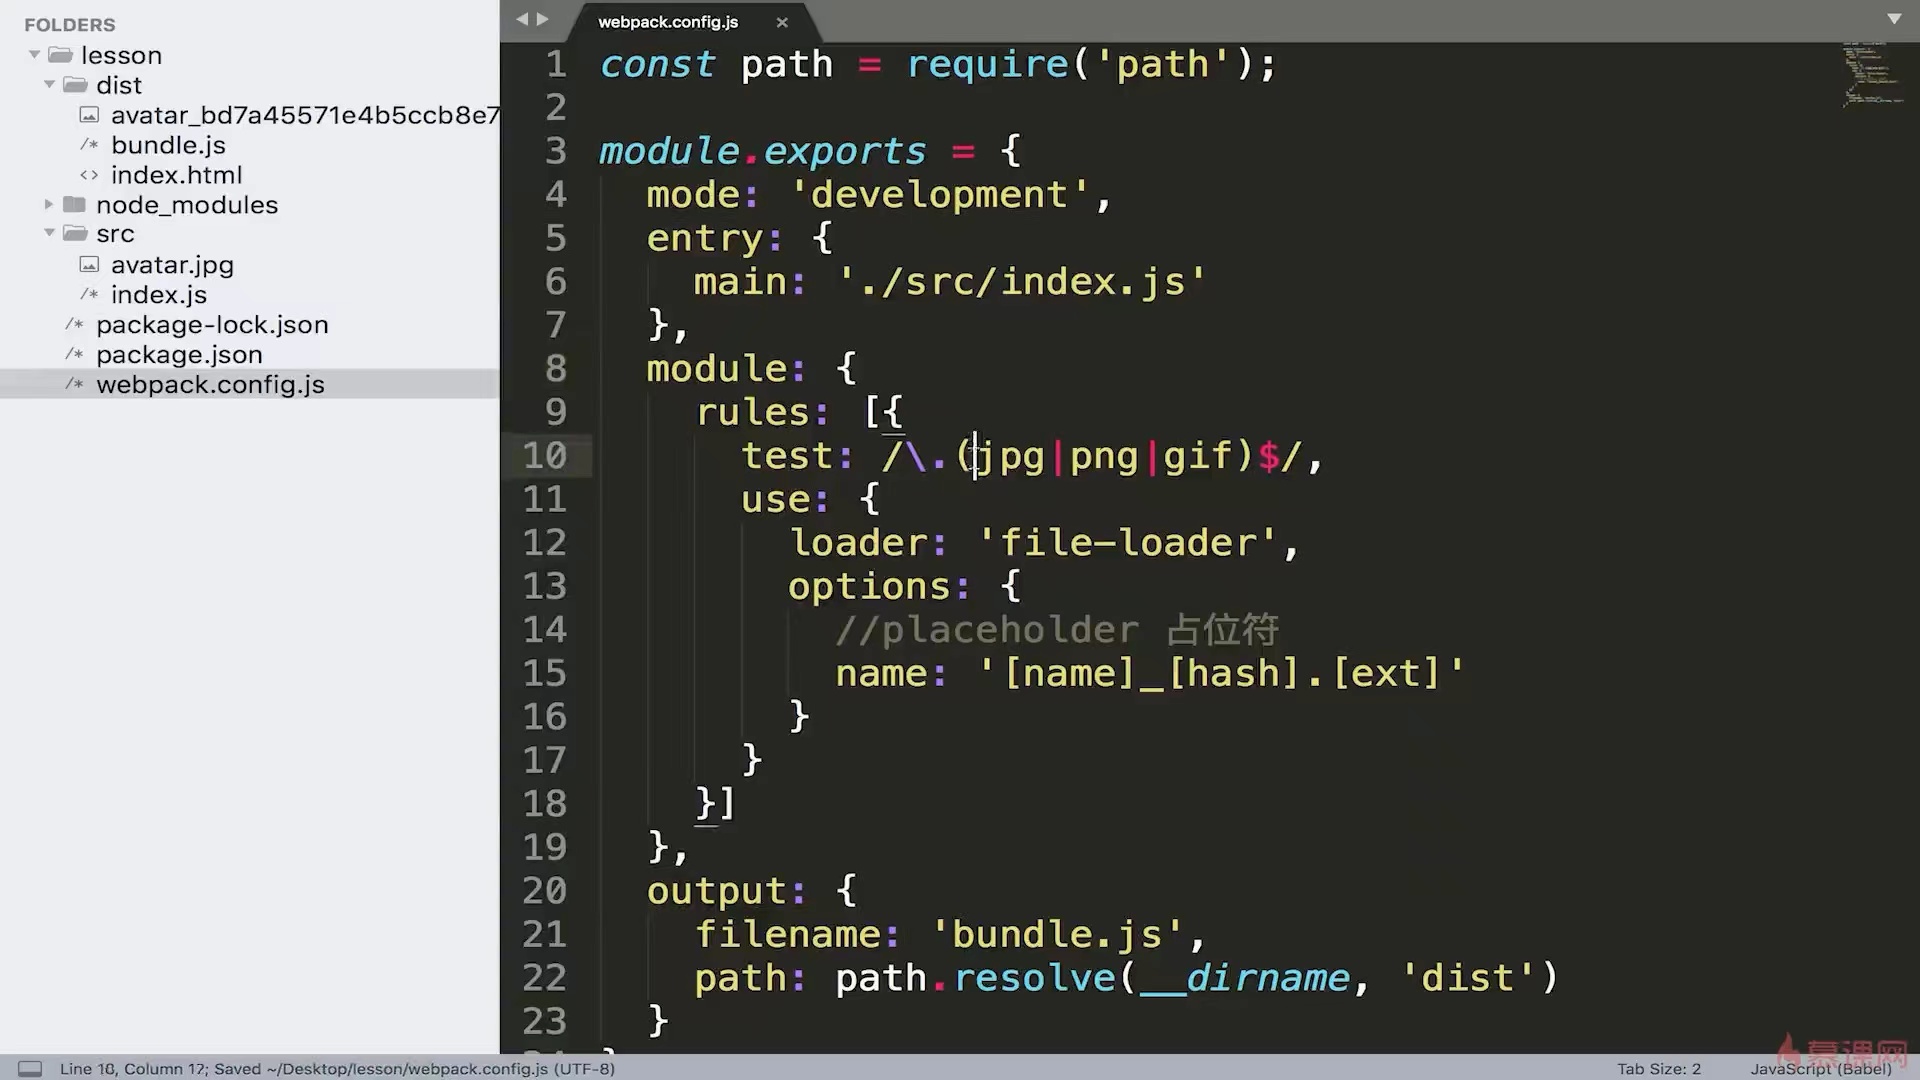 FOLDERS
lesson
dist
avatar_bd7a45571e4b5ccb8e7
/* bundle.js
<> index.html
node_modules
src
avatar.jpg
/* index.js
/* package-lock.json
/* package.json
/* webpack.config.js
webpack.config.js ×
1 const path = require('path');
2
3 module.exports = {
4 mode: 'development',
5 entry: {
6 main: './src/index.js'
7 },
8 module: {
9 rules: [{
10 test: /\.(jpg|png|gif)$/,
11 use: {
12 loader: 'file-loader',
13 options: {
14 //placeholder 占位符
15 name: '[name]_[hash].[ext]'
16 }
17 }
18 }]
19 },
20 output: {
21 filename: 'bundle.js',
22 path: path.resolve(__dirname, 'dist')
23 }
Line 10, Column 17; Saved ~/Desktop/lesson/webpack.config.js (UTF-8)
Tab Size: 2
JavaScript (Babel)
慕课网